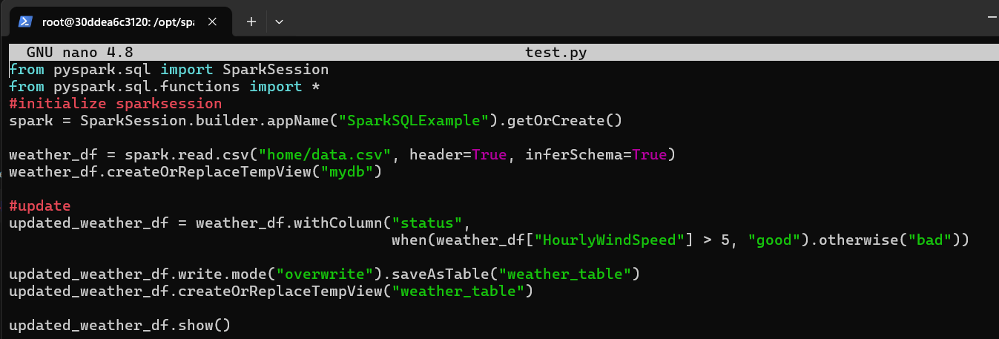 root@30ddea6c3120: /opt/spa
GNU nano 4.8 test.py
from pyspark.sql import SparkSession
from pyspark.sql.functions import *
#initialize sparksession
spark = SparkSession.builder.appName("SparkSQLExample").getOrCreate()
weather_df = spark.read.csv("home/data.csv", header=True, inferSchema=True)
weather_df.createOrReplaceTempView("mydb")
#update
updated_weather_df = weather_df.withColumn("status",
when(weather_df["HourlyWindSpeed"] > 5, "good").otherwise("bad"))
updated_weather_df.write.mode("overwrite").saveAsTable("weather_table")
updated_weather_df.createOrReplaceTempView("weather_table")
updated_weather_df.show()